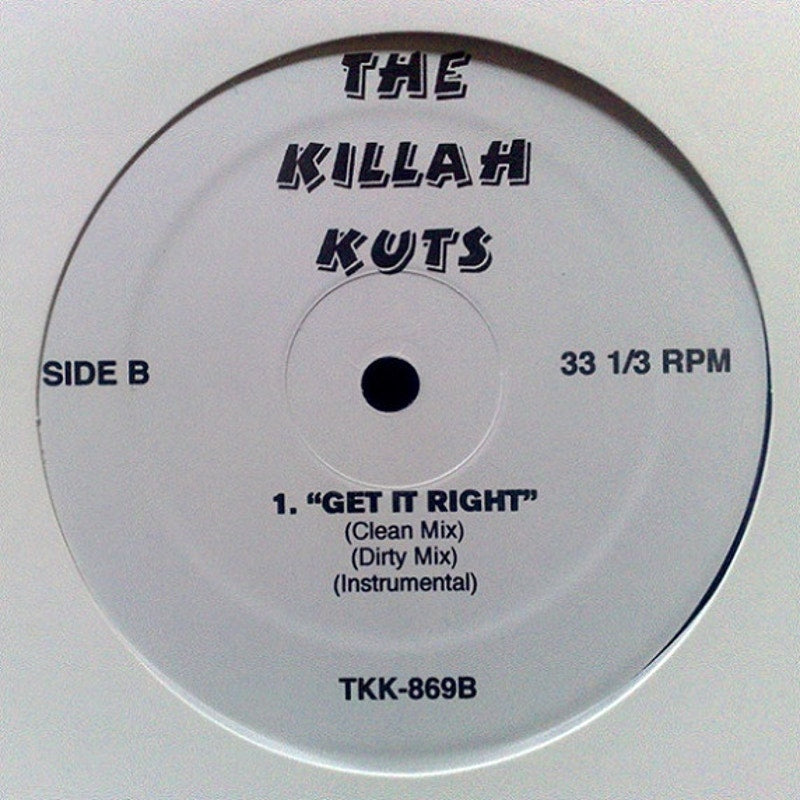 THE
KILLAH
KUTS
SIDE B
33 1/3 RPM
1. “GET IT RIGHT”
(Clean Mix)
(Dirty Mix)
(Instrumental)
TKK-869B